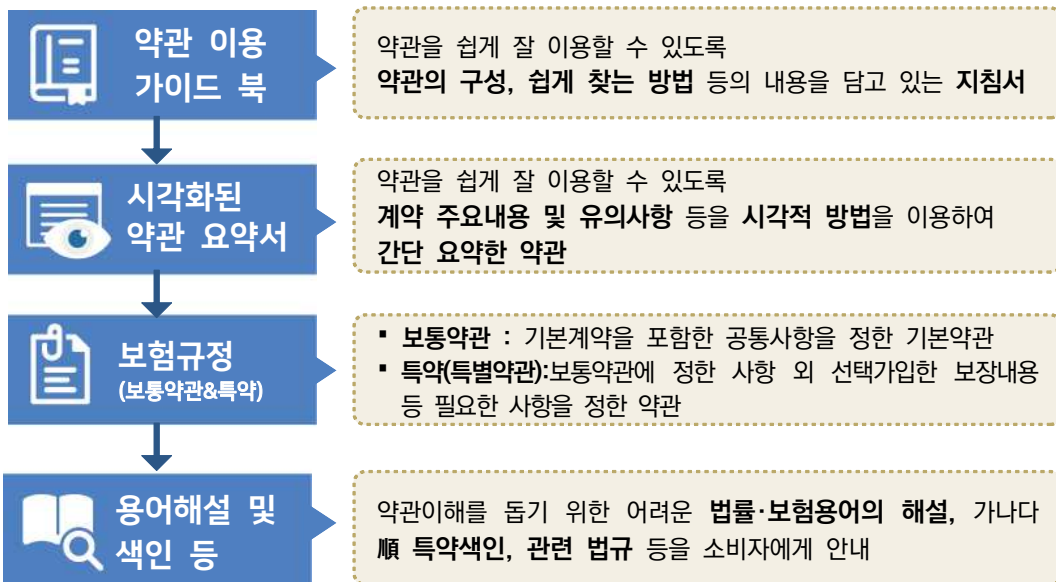 약관 이용
가이드 북
약관을 쉽게 잘 이용할 수 있도록
약관의 구성, 쉽게 찾는 방법 등의 내용을 담고 있는 지침서
시각화된
약관 요약서
약관을 쉽게 잘 이용할 수 있도록
계약 주요내용 및 유의사항 등을 시각적 방법을 이용하여
간단 요약한 약관
보험규정
(보통약관&특약)
▪ 보통약관 : 기본계약을 포함한 공통사항을 정한 기본약관
▪ 특약(특별약관):보통약관에 정한 사항 외 선택가입한 보장내용
등 필요한 사항을 정한 약관
용어해설 및
색인 등
약관이해를 돕기 위한 어려운 법률·보험용어의 해설, 가나다
順 특약색인, 관련 법규 등을 소비자에게 안내